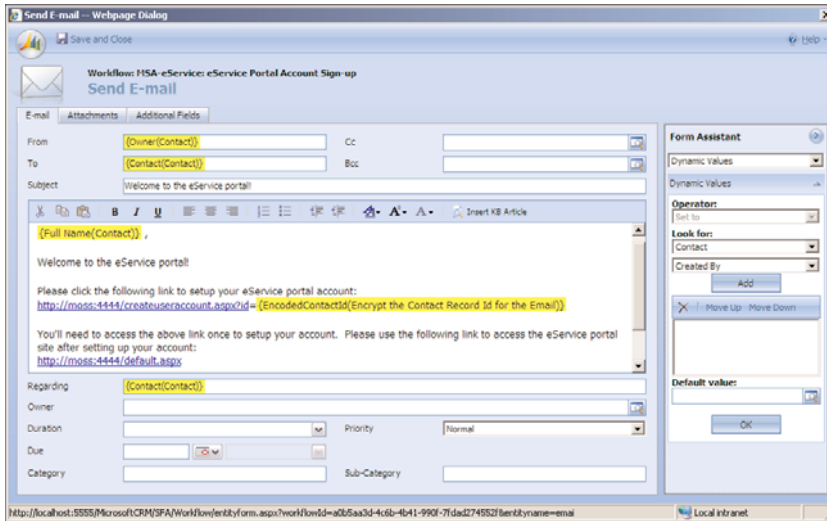 Send E-mail -- Webpage Dialog
Save and Close
Help
Workflow: MSA-eService: eService Portal Account Sign-up
Send E-mail
E-mail Attachments Additional Fields
From {Owner(Contact)} Cc
To {Contact(Contact)} Bcc
Subject Welcome to the eService portal!
B I U A A A Insert KB Article
{Full Name(Contact)} ,
Welcome to the eService portal!
Please click the following link to setup your eService portal account:
http://moss:4444/createuseraccount.aspx?id={EncodedContactId(Encrypt the Contact Record Id for the Email)}
You'll need to access the above link once to setup your account. Please use the following link to access the eService portal
site after setting up your account:
http://moss:4444/default.aspx
Regarding {Contact(Contact)}
Owner
Duration Priority Normal
Due
Category Sub-Category
Form Assistant
Dynamic Values
Dynamic Values
Operator:
Set to
Look for:
Contact
Created By
Add
Move Up Move Down
Default value:
OK
http://localhost:5555/MicrosoftCRM/SFA/Workflow/entityform.aspx?workflowId=a0b5aa3d-4c6b-4b41-990f-7fdad274552f&entityname=emai Local intranet